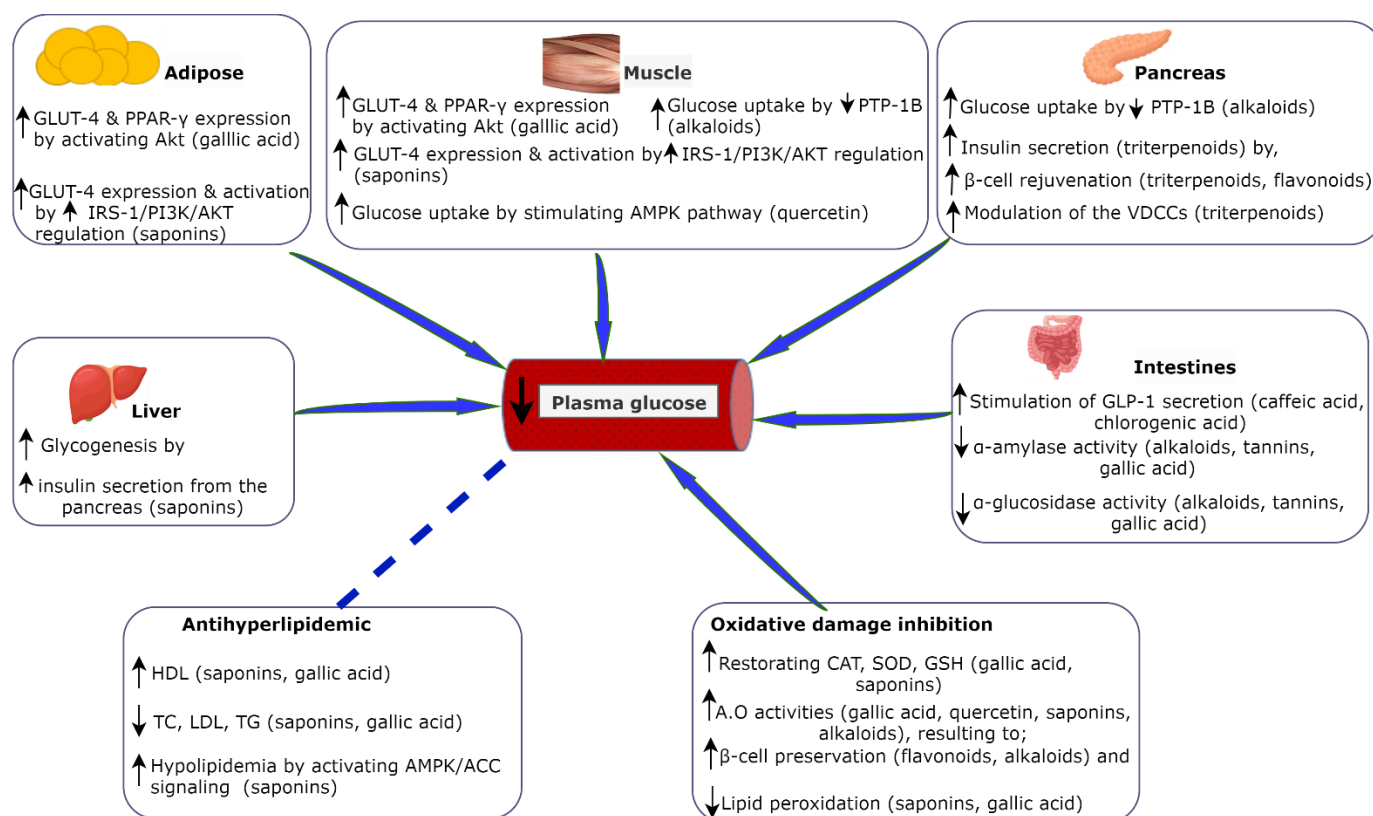 Adipose
GLUT-4 & PPAR-γ expression
by activating Akt (galllic acid)
GLUT-4 expression & activation
by ↑ IRS-1/PI3K/AKT
regulation (saponins)
Muscle
GLUT-4 & PPAR-γ expression
by activating Akt (galllic acid)
Glucose uptake by ↓ PTP-1B
(alkaloids)
GLUT-4 expression & activation by ↑ IRS-1/PI3K/AKT regulation
(saponins)
Glucose uptake by stimulating AMPK pathway (quercetin)
Pancreas
Glucose uptake by ↓ PTP-1B (alkaloids)
Insulin secretion (triterpenoids) by,
β-cell rejuvenation (triterpenoids, flavonoids)
Modulation of the VDCCs (triterpenoids)
Liver
Glycogenesis by
insulin secretion from the
pancreas (saponins)
Plasma glucose
Intestines
Stimulation of GLP-1 secretion (caffeic acid,
chlorogenic acid)
α-amylase activity (alkaloids, tannins,
gallic acid)
α-glucosidase activity (alkaloids, tannins,
gallic acid)
Antihyperlipidemic
HDL (saponins, gallic acid)
TC, LDL, TG (saponins, gallic acid)
Hypolipidemia by activating AMPK/ACC
signaling (saponins)
Oxidative damage inhibition
Restorating CAT, SOD, GSH (gallic acid,
saponins)
A.O activities (gallic acid, quercetin, saponins,
alkaloids), resulting to;
β-cell preservation (flavonoids, alkaloids) and
Lipid peroxidation (saponins, gallic acid)